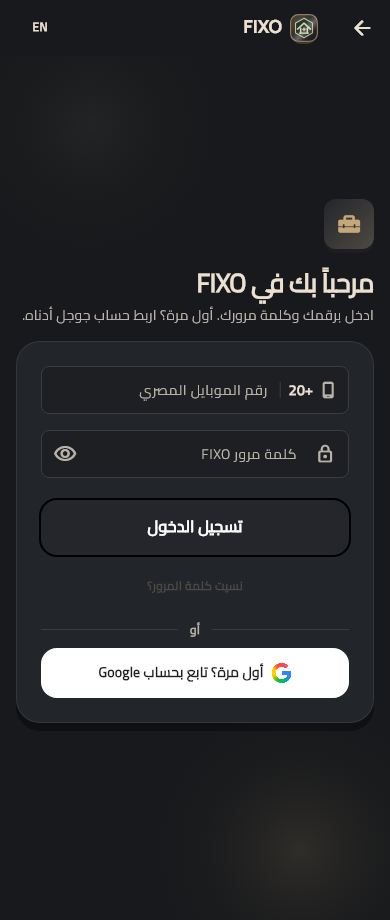 FIXO
EN
مرحباً بك في FIXO
ادخل برقمك وكلمة مرورك. أول مرة؟ اربط حساب جوجل أدناه.
20+ رقم الموبايل المصري
كلمة مرور FIXO
تسجيل الدخول
نسيت كلمة المرور؟
أو
أول مرة؟ تابع بحساب Google